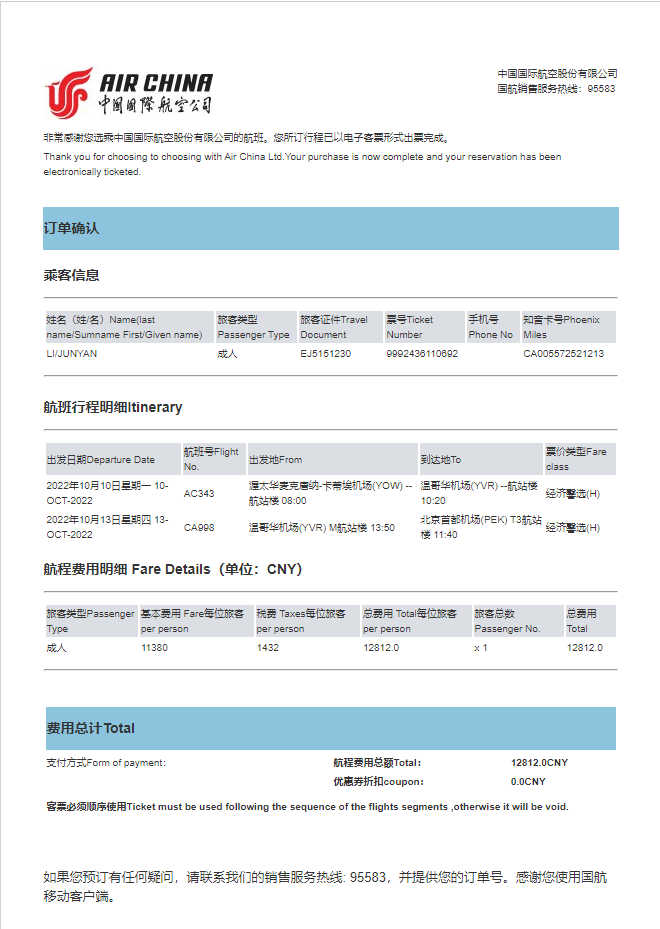 AIR CHINA
中国国际航空公司
中国国际航空股份有限公司
国航销售服务热线：95583
非常感谢您选乘中国国际航空股份有限公司的航班。您所订行程已以电子客票形式出票完成。
Thank you for choosing to choosing with Air China Ltd.Your purchase is now complete and your reservation has been
electronically ticketed.
订单确认
乘客信息
姓名（姓/名）Name(last name/Surname First/Given name) 旅客类型 Passenger Type 旅客证件Travel Document 票号Ticket Number 手机号 Phone No 知音卡号Phoenix Miles
LI/JUNYAN 成人 EJ5151230 9992436110692 CA005572521213
航班行程明细Itinerary
出发日期Departure Date 航班号Flight No. 出发地From 到达地To 票价类型Fare class
2022年10月10日星期一 10-OCT-2022 AC343 渥太华麦克唐纳-卡蒂埃机场(YOW) --航站楼 08:00 温哥华机场(YVR) --航站楼 10:20 经济馨选(H)
2022年10月13日星期四 13-OCT-2022 CA998 温哥华机场(YVR) M航站楼 13:50 北京首都机场(PEK) T3航站楼 11:40 经济馨选(H)
航程费用明细 Fare Details（单位：CNY）
旅客类型Passenger Type 基本费用 Fare每位旅客 per person 税费 Taxes每位旅客 per person 总费用 Total每位旅客 per person 旅客总数 Passenger No. 总费用 Total
成人 11380 1432 12812.0 x 1 12812.0
费用总计Total
支付方式Form of payment： 航程费用总额Total： 12812.0CNY
优惠券折扣coupon： 0.0CNY
客票必须顺序使用Ticket must be used following the sequence of the flights segments ,otherwise it will be void.
如果您预订有任何疑问，请联系我们的销售服务热线: 95583，并提供您的订单号。感谢您使用国航
移动客户端。